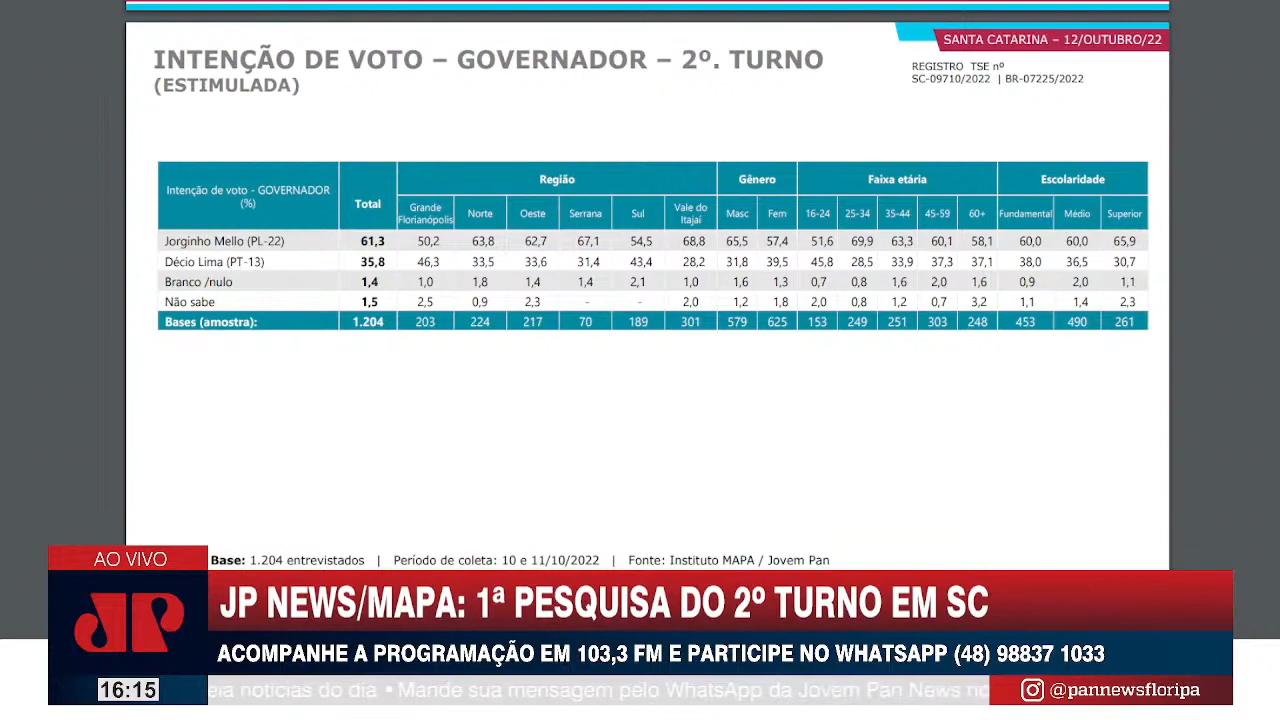 SANTA CATARINA – 12/OUTUBRO/22
INTENÇÃO DE VOTO – GOVERNADOR – 2º. TURNO
(ESTIMULADA)
REGISTRO TSE nº
SC-09710/2022 | BR-07225/2022
Intenção de voto - GOVERNADOR (%) Total Região Gênero Faixa etária Escolaridade
Grande Florianópolis Norte Oeste Serrana Sul Vale do Itajaí Masc Fem 16-24 25-34 35-44 45-59 60+ Fundamental Médio Superior
Jorginho Mello (PL-22) 61,3 50,2 63,8 62,7 67,1 54,5 68,8 65,5 57,4 51,6 69,9 63,3 60,1 58,1 60,0 60,0 65,9
Décio Lima (PT-13) 35,8 46,3 33,5 33,6 31,4 43,4 28,2 31,8 39,5 45,8 28,5 33,9 37,3 37,1 38,0 36,5 30,7
Branco /nulo 1,4 1,0 1,8 1,4 1,4 2,1 1,0 1,6 1,3 0,7 0,8 1,6 2,0 1,6 0,9 2,0 1,1
Não sabe 1,5 2,5 0,9 2,3 - - 2,0 1,2 1,8 2,0 0,8 1,2 0,7 3,2 1,1 1,4 2,3
Bases (amostra): 1.204 203 224 217 70 189 301 579 625 153 249 251 303 248 453 490 261
Base: 1.204 entrevistados | Período de coleta: 10 e 11/10/2022 | Fonte: Instituto MAPA / Jovem Pan
AO VIVO
JP
JP NEWS/MAPA: 1ª PESQUISA DO 2º TURNO EM SC
ACOMPANHE A PROGRAMAÇÃO EM 103,3 FM E PARTICIPE NO WHATSAPP (48) 98837 1033
16:15
notícias do dia • Mande sua mensagem pelo WhatsApp da Jovem Pan News
@pannewsfloripa